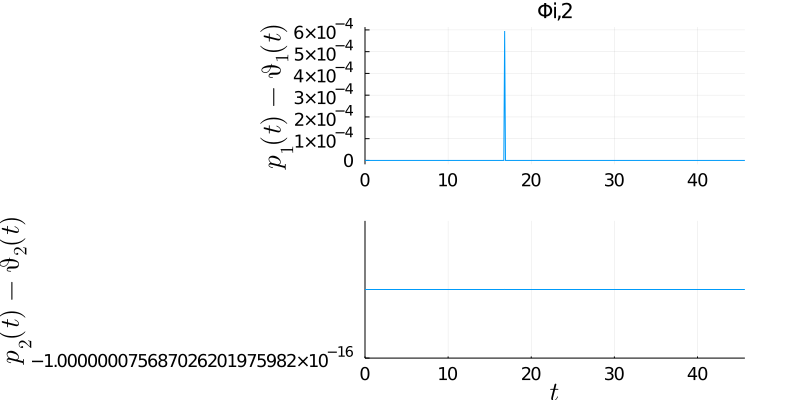 Φi,2
p₁(t) − ϑ₁(t)
6×10⁻⁴
5×10⁻⁴
4×10⁻⁴
3×10⁻⁴
2×10⁻⁴
1×10⁻⁴
0
0 10 20 30 40
p₂(t) − ϑ₂(t)
−1.0000000756870262019759​82×10⁻¹⁶
0 10 20 30 40
t